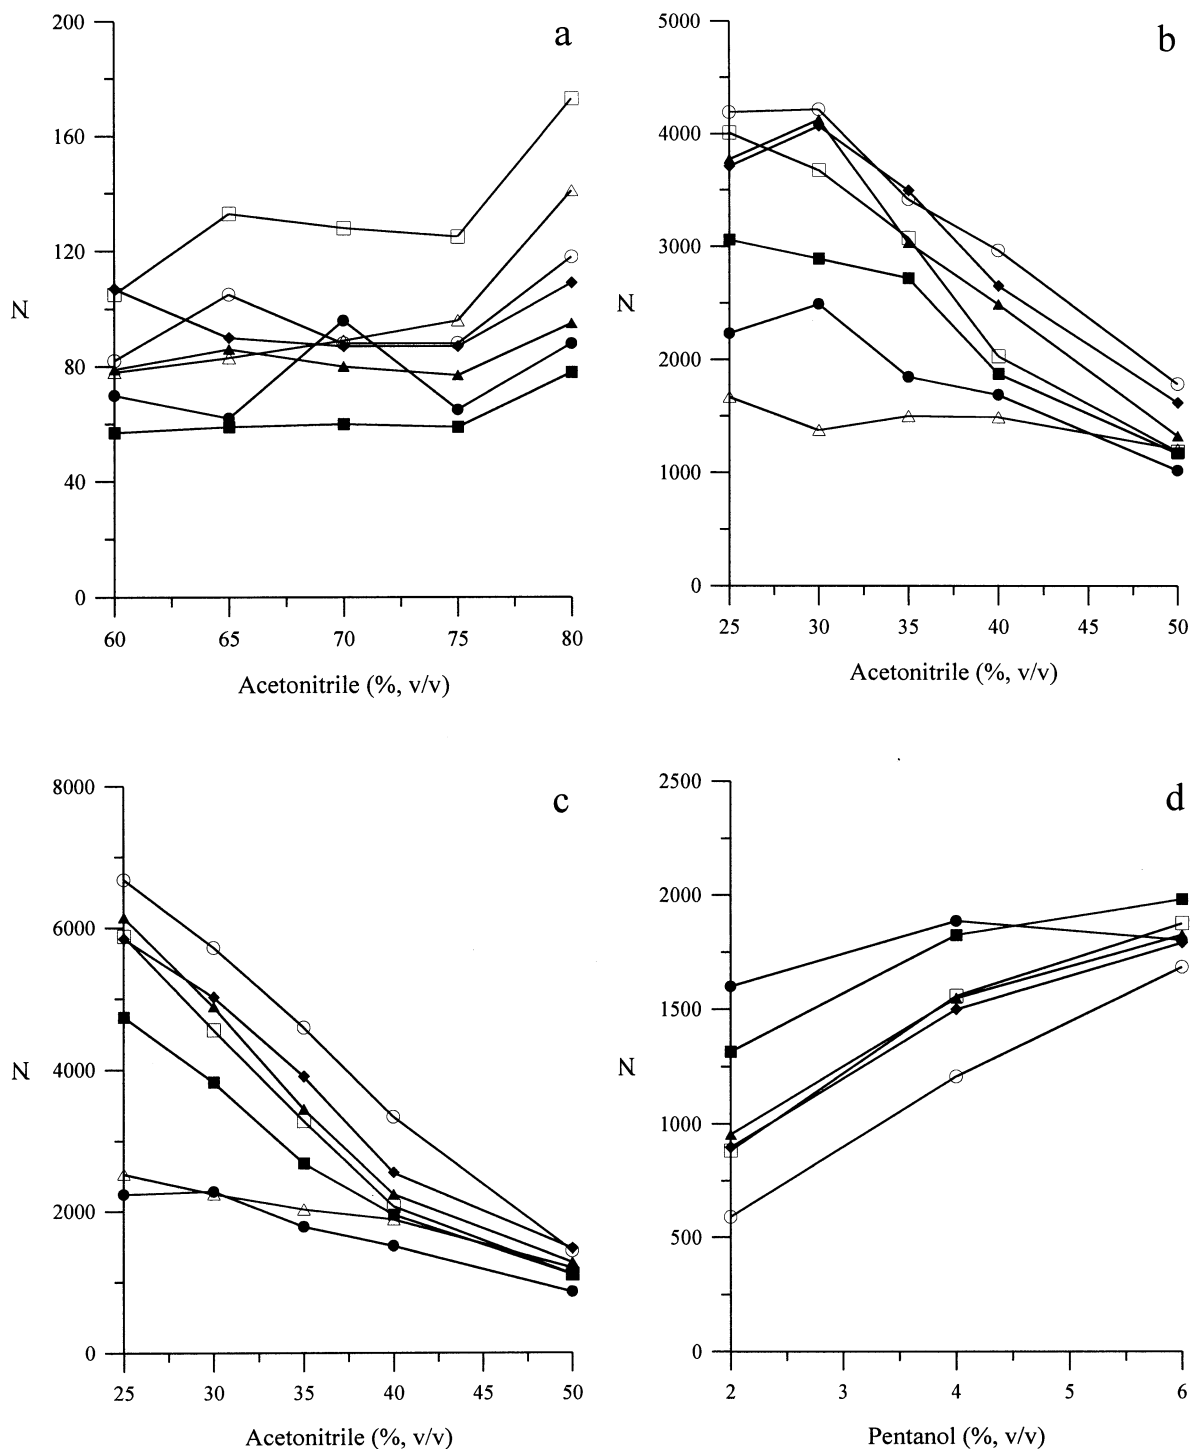 a
200
160
120
80
40
0
N
60 65 70 75 80
Acetonitrile (%, v/v)
b
5000
4000
3000
2000
1000
0
N
25 30 35 40 45 50
Acetonitrile (%, v/v)
c
8000
6000
4000
2000
0
N
25 30 35 40 45 50
Acetonitrile (%, v/v)
d
2500
2000
1500
1000
500
0
N
2 3 4 5 6
Pentanol (%, v/v)